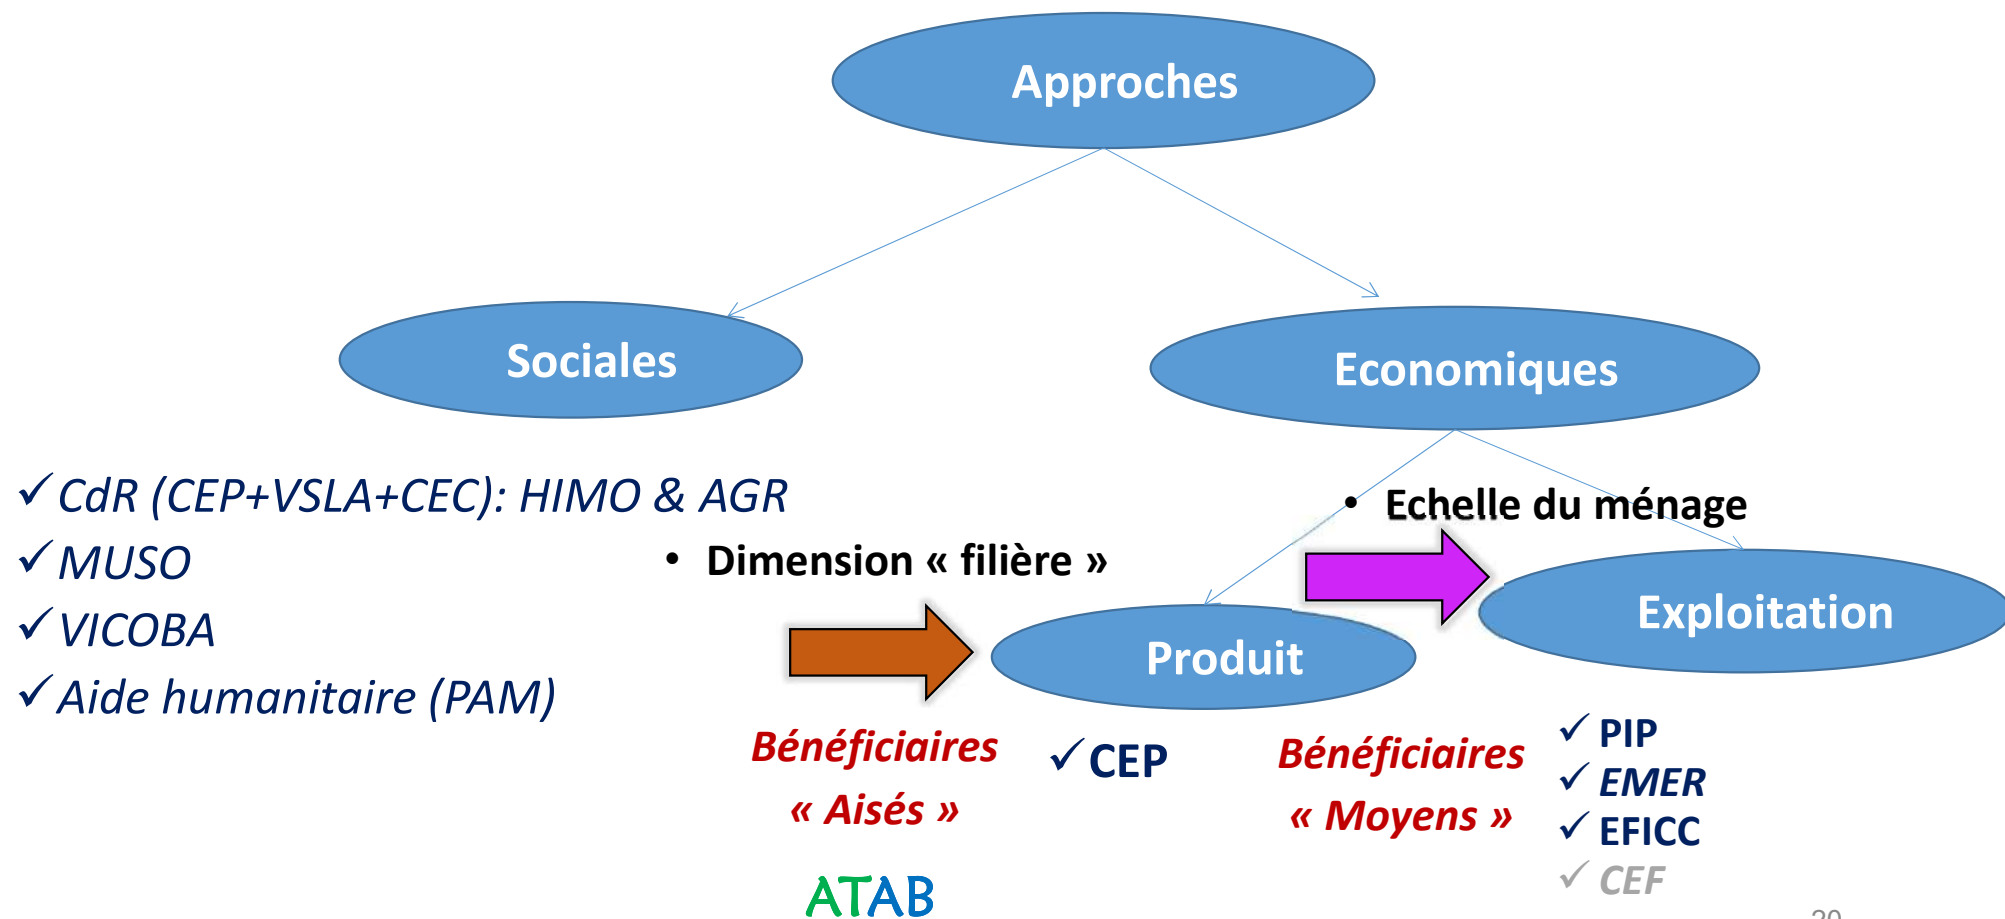 Approches
Sociales
Economiques
✓ CdR (CEP+VSLA+CEC): HIMO & AGR
✓ MUSO
✓ VICOBA
✓ Aide humanitaire (PAM)
• Echelle du ménage
• Dimension « filière »
Exploitation
Produit
Bénéficiaires
« Aisés »
✓ CEP
Bénéficiaires
« Moyens »
✓ PIP
✓ EMER
✓ EFICC
✓ CEF
ATAB